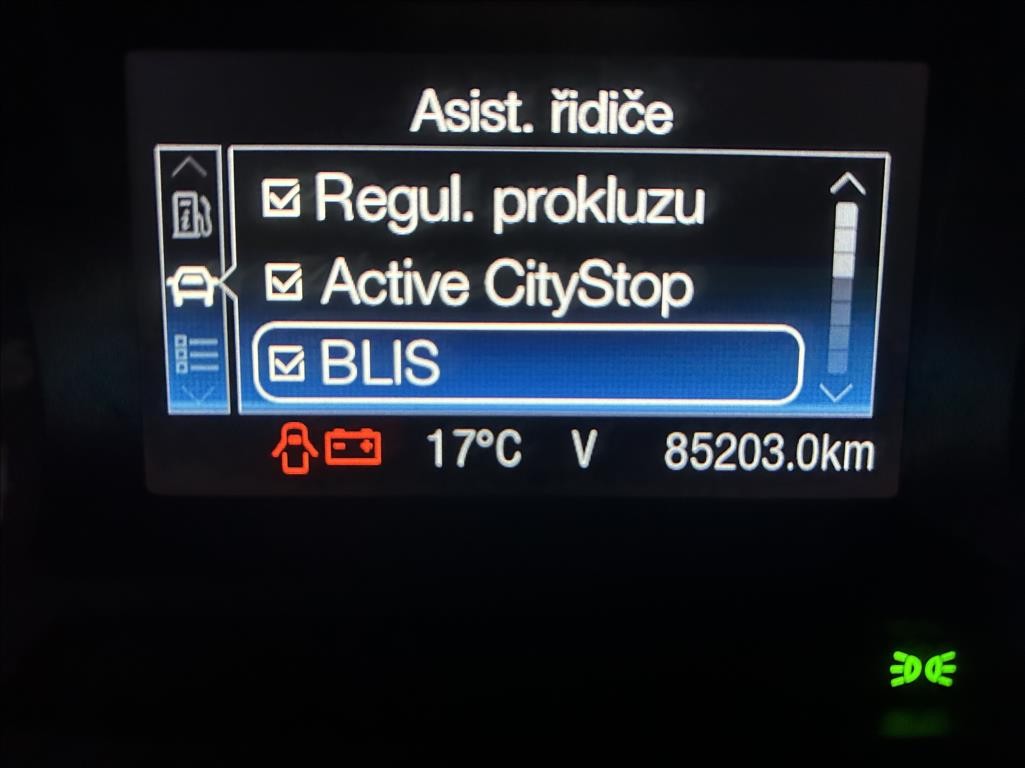 Asist. řidiče
Regul. prokluzu
Active CityStop
BLIS
17°C V 85203.0km